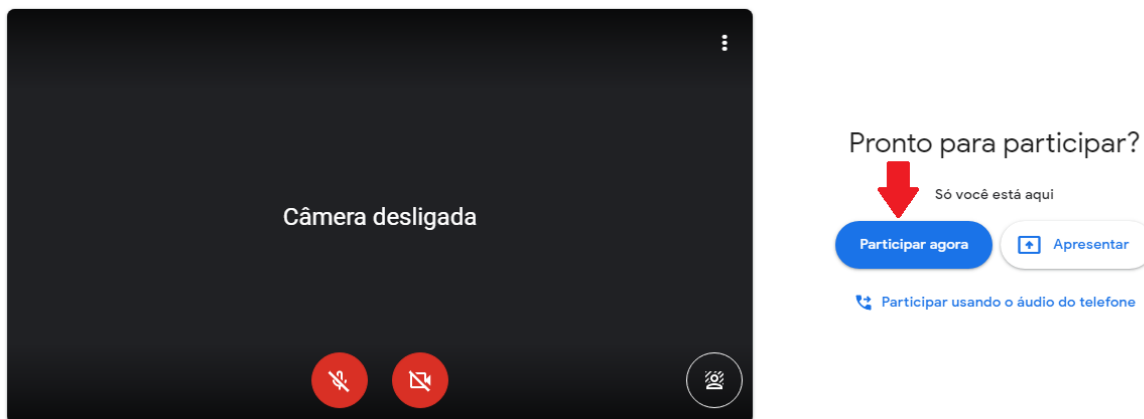 Câmera desligada
Pronto para participar?
Só você está aqui
Participar agora
Apresentar
Participar usando o áudio do telefone